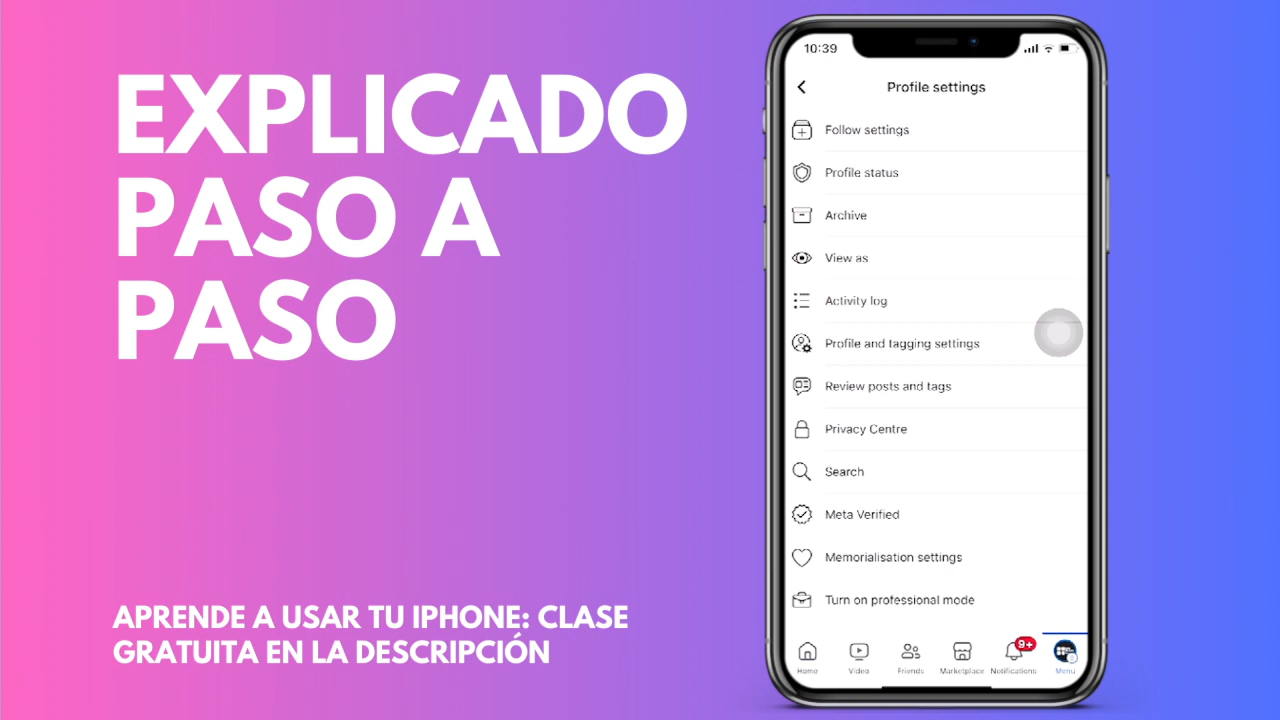 EXPLICADO
PASO A
PASO
APRENDE A USAR TU IPHONE: CLASE
GRATUITA EN LA DESCRIPCIÓN
10:39
Profile settings
Follow settings
Profile status
Archive
View as
Activity log
Profile and tagging settings
Review posts and tags
Privacy Centre
Search
Meta Verified
Memorialisation settings
Turn on professional mode
9+
Home Video Friends Marketplace Notifications Menu